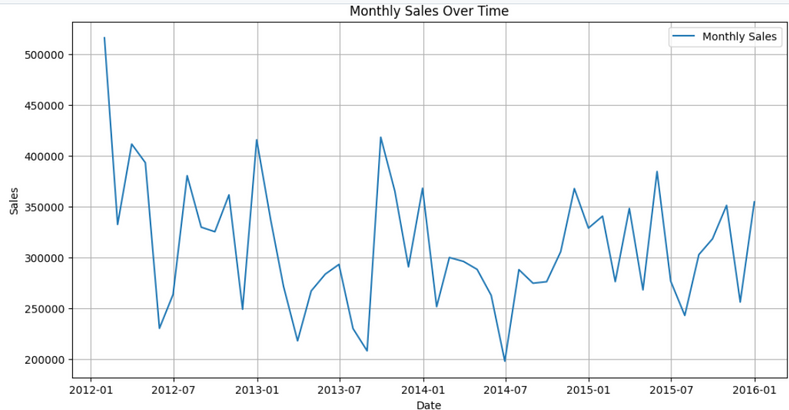 Monthly Sales Over Time
Monthly Sales
500000
450000
400000
350000
300000
250000
200000
Sales
2012-01 2012-07 2013-01 2013-07 2014-01 2014-07 2015-01 2015-07 2016-01
Date